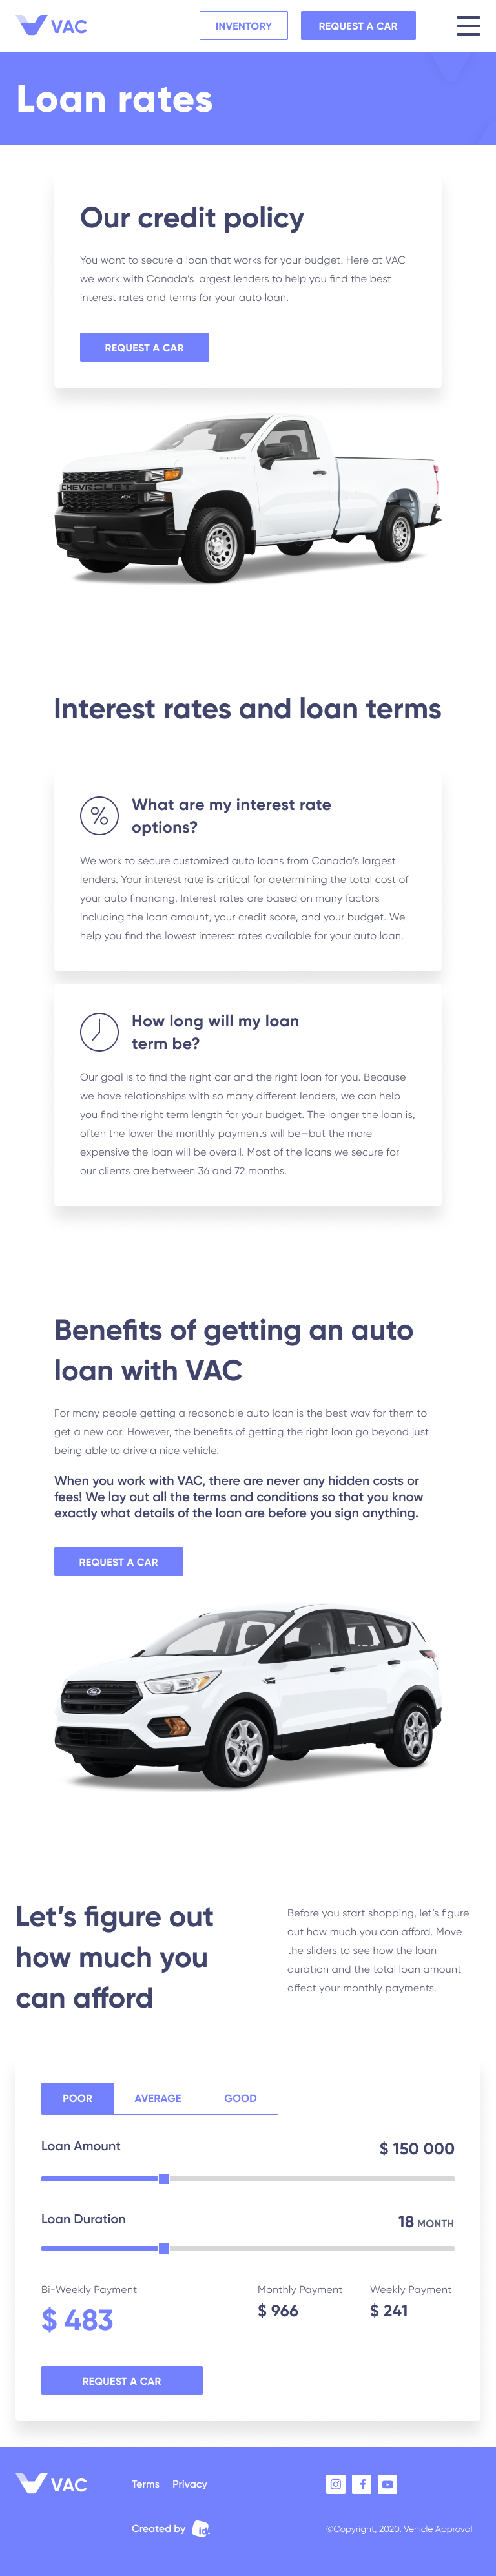 VAC
INVENTORY
REQUEST A CAR
Loan rates
Our credit policy
You want to secure a loan that works for your budget. Here at VAC
we work with Canada's largest lenders to help you find the best
interest rates and terms for your auto loan.
REQUEST A CAR
CHEVROLET
Interest rates and loan terms
%
What are my interest rate
options?
We work to secure customized auto loans from Canada's largest
lenders. Your interest rate is critical for determining the total cost of
your auto financing. Interest rates are based on many factors
including the loan amount, your credit score, and your budget. We
help you find the lowest interest rates available for your auto loan.
How long will my loan
term be?
Our goal is to find the right car and the right loan for you. Because
we have relationships with so many different lenders, we can help
you find the right term length for your budget. The longer the loan is,
often the lower the monthly payments will be—but the more
expensive the loan will be overall. Most of the loans we secure for
our clients are between 36 and 72 months.
Benefits of getting an auto
loan with VAC
For many people getting a reasonable auto loan is the best way for them to
get a new car. However, the benefits of getting the right loan go beyond just
being able to drive a nice vehicle.
When you work with VAC, there are never any hidden costs or
fees! We lay out all the terms and conditions so that you know
exactly what details of the loan are before you sign anything.
REQUEST A CAR
Ford
Let's figure out
how much you
can afford
Before you start shopping, let's figure
out how much you can afford. Move
the sliders to see how the loan
duration and the total loan amount
affect your monthly payments.
POOR
AVERAGE
GOOD
Loan Amount
$ 150 000
Loan Duration
18 MONTH
Bi-Weekly Payment
$ 483
Monthly Payment
$ 966
Weekly Payment
$ 241
REQUEST A CAR
VAC
Terms
Privacy
Created by id.
©Copyright, 2020. Vehicle Approval